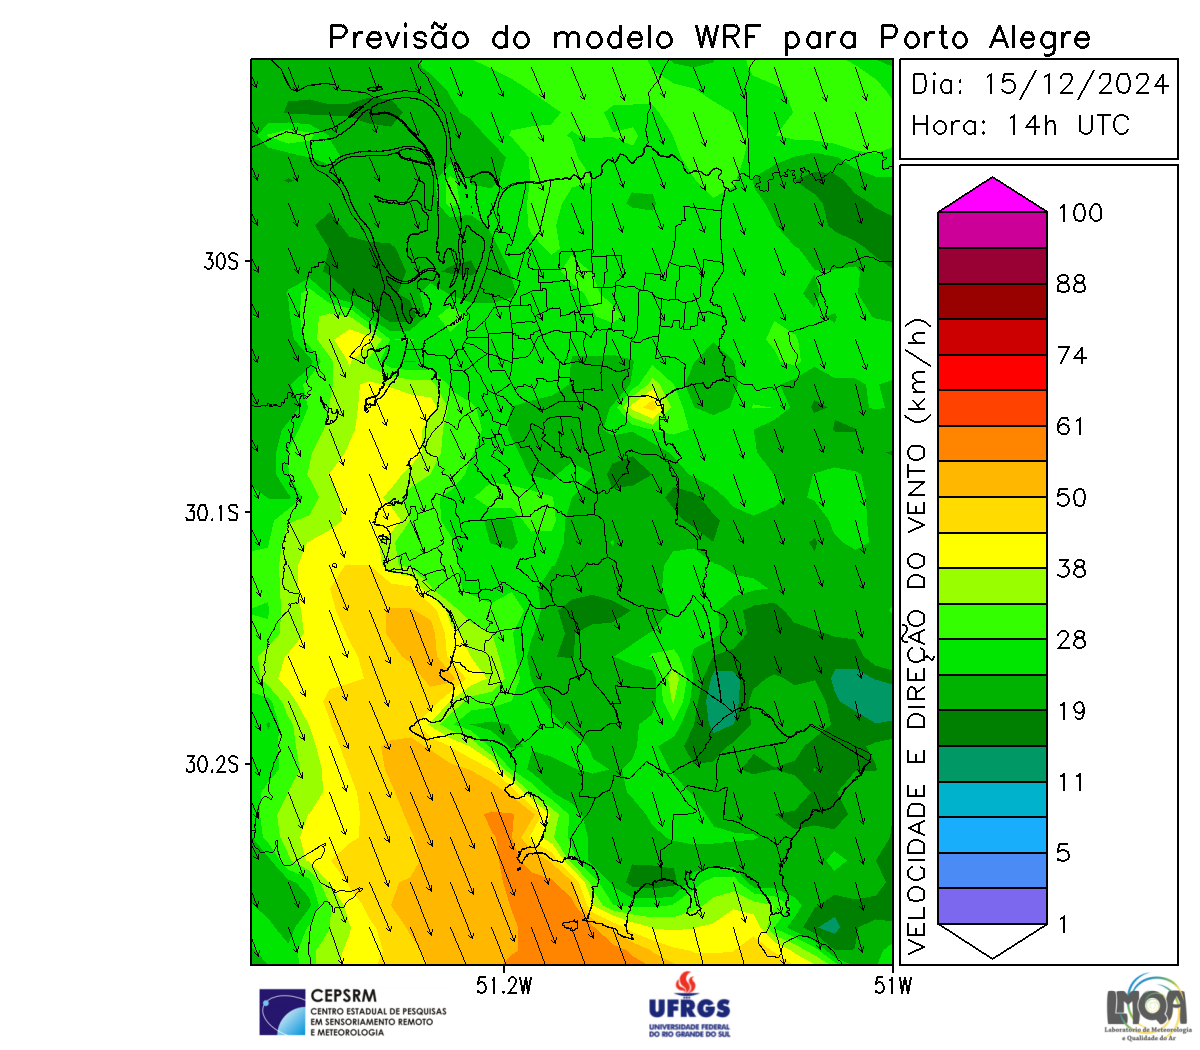 Previsão do modelo WRF para Porto Alegre
Dia: 15/12/2024
Hora: 14h UTC
30S
30.1S
30.2S
51.2W
51W
VELOCIDADE E DIREÇÃO DO VENTO (km/h)
100
88
74
61
50
38
28
19
11
5
1
CEPSRM
CENTRO ESTADUAL DE PESQUISAS
EM SENSORIAMENTO REMOTO
E METEOROLOGIA
UFRGS
UNIVERSIDADE FEDERAL
DO RIO GRANDE DO SUL
LMQA
Laboratório de Meteorologia
e Qualidade do Ar